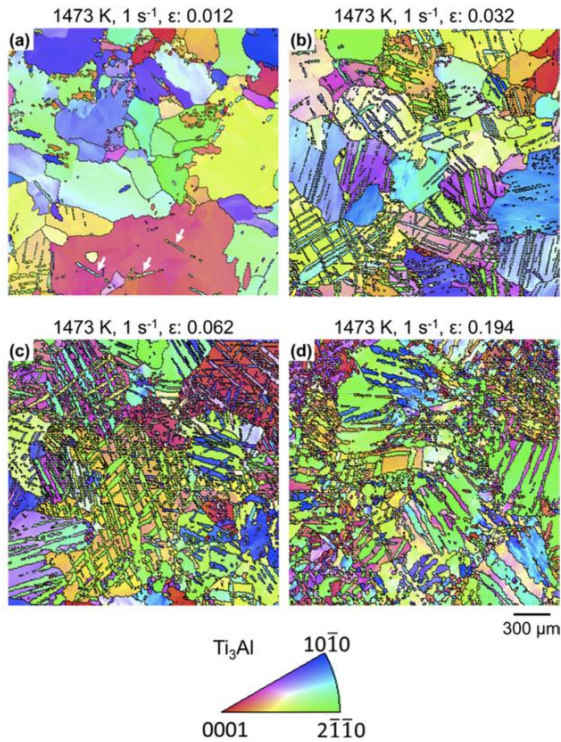 1473 K, 1 s⁻¹, ε: 0.012
1473 K, 1 s⁻¹, ε: 0.032
(a)
(b)
1473 K, 1 s⁻¹, ε: 0.062
1473 K, 1 s⁻¹, ε: 0.194
(c)
(d)
300 μm
Ti₃Al
101̄0
0001
21̄1̄0